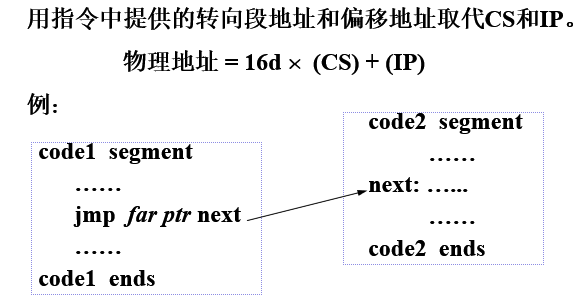 用指令中提供的转向段地址和偏移地址取代CS和IP。
物理地址 = 16d × (CS) + (IP)
例：
code1 segment
……
jmp far ptr next
……
code1 ends
code2 segment
……
next: …...
……
code2 ends